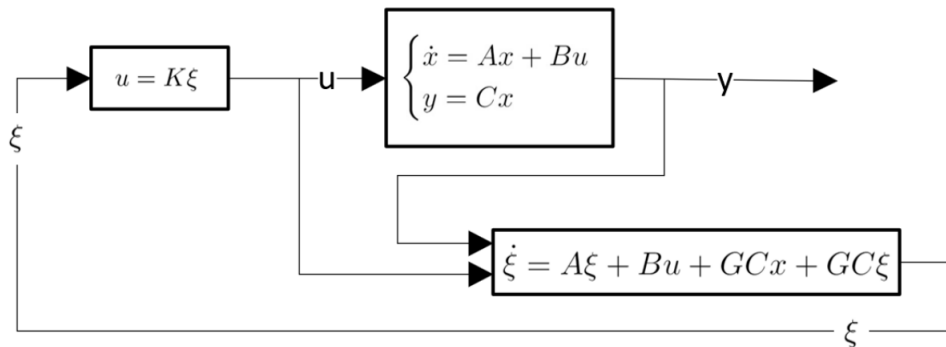 u = Kξ
u
ẋ = Ax + Bu
y = Cx
y
ξ
ξ̇ = Aξ + Bu + GCx + GCξ
ξ